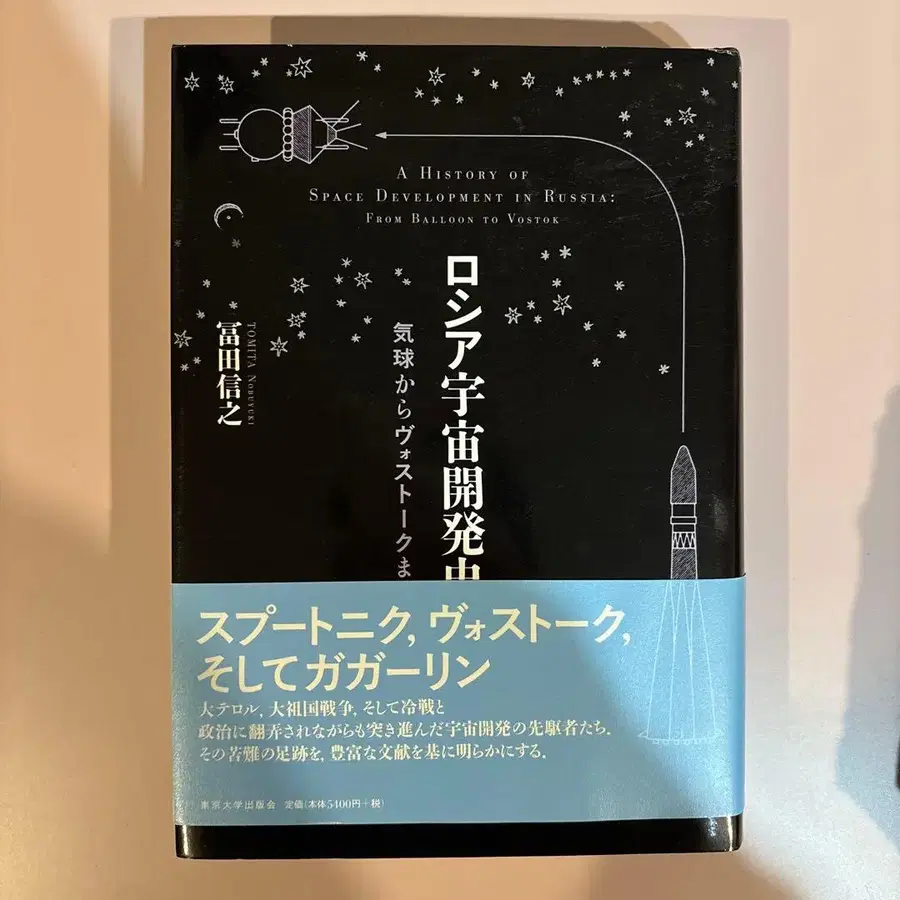 A HISTORY OF
SPACE DEVELOPMENT IN RUSSIA:
FROM BALLOON TO VOSTOK
ロシア宇宙開発史
気球からヴォストークま
冨田信之
TOMITA NOBUYUKI
スプートニク, ヴォストーク,
そしてガガーリン
大テロル, 大祖国戦争, そして冷戦と
政治に翻弄されながらも突き進んだ宇宙開発の先駆者たち.
その苦難の足跡を, 豊富な文献を基に明らかにする.
東京大学出版会 定価(本体5400円+税)